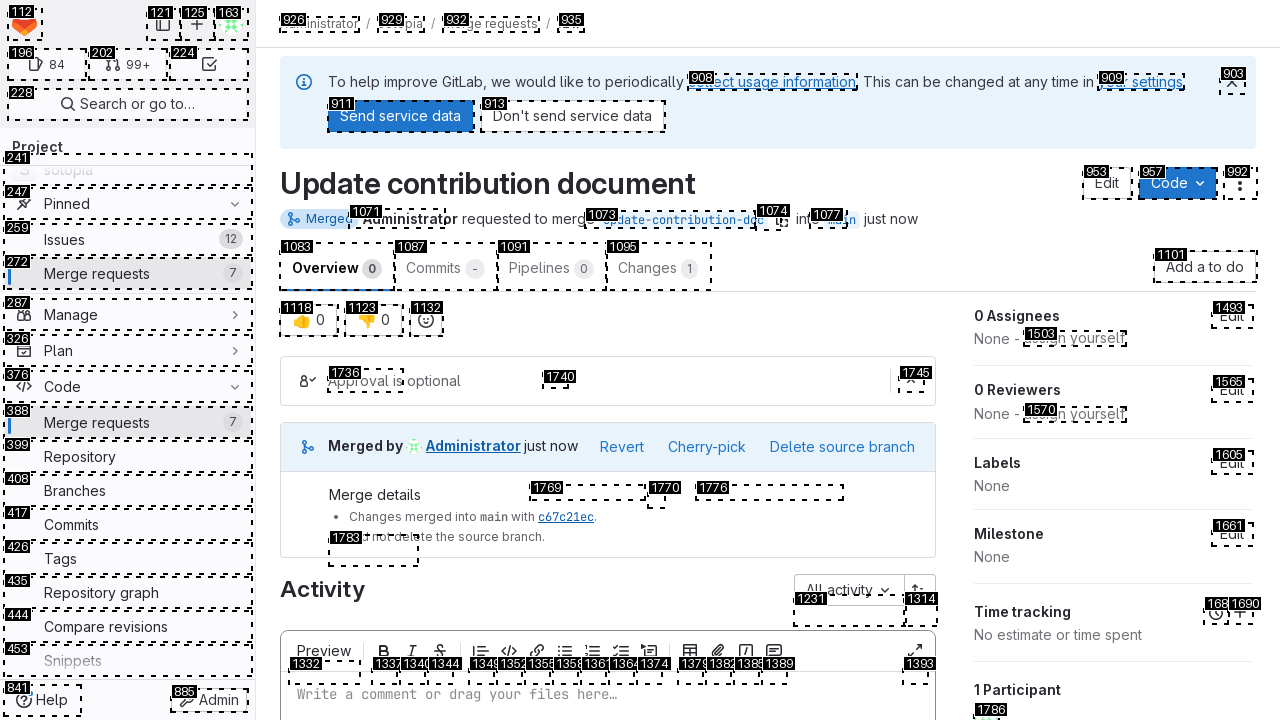 112
121
125
163
196
84
202
99+
224
228
Search or go to…
Project
241
sotopia
247
Pinned
259
Issues
12
272
Merge requests
7
287
Manage
326
Plan
376
Code
388
Merge requests
7
399
Repository
408
Branches
417
Commits
426
Tags
435
Repository graph
444
Compare revisions
453
Snippets
841
Help
885
Admin
926
929
932
935
/ / requests /
908
909
903
To help improve GitLab, we would like to periodically collect usage information. This can be changed at any time in your settings.
911
Send service data
913
Don't send service data
Update contribution document
953
Edit
957
Code
992
1071
1073
1074
1077
Merged Administrator requested to merge update-contribution-doc into main just now
1083
Overview 0
1087
Commits -
1091
Pipelines 0
1095
Changes 1
1101
Add a to do
1118
👍 0
1123
👎 0
1132
1736
Approval is optional
1740
1745
Merged by Administrator just now
Revert
Cherry-pick
Delete source branch
Merge details
1769
1770
1776
Changes merged into main with c67c21ec.
1783
not delete the source branch.
Activity
All activity
1231
1314
Preview
1332
1337
1340
1344
1349
1352
1355
1358
1361
1364
1374
1379
1382
1385
1389
1393
Write a comment or drag your files here…
0 Assignees
1493
Edit
None - assign yourself
1503
0 Reviewers
1565
Edit
None - assign yourself
1570
Labels
1605
Edit
None
Milestone
1661
Edit
None
Time tracking
168
1690
No estimate or time spent
1 Participant
1786